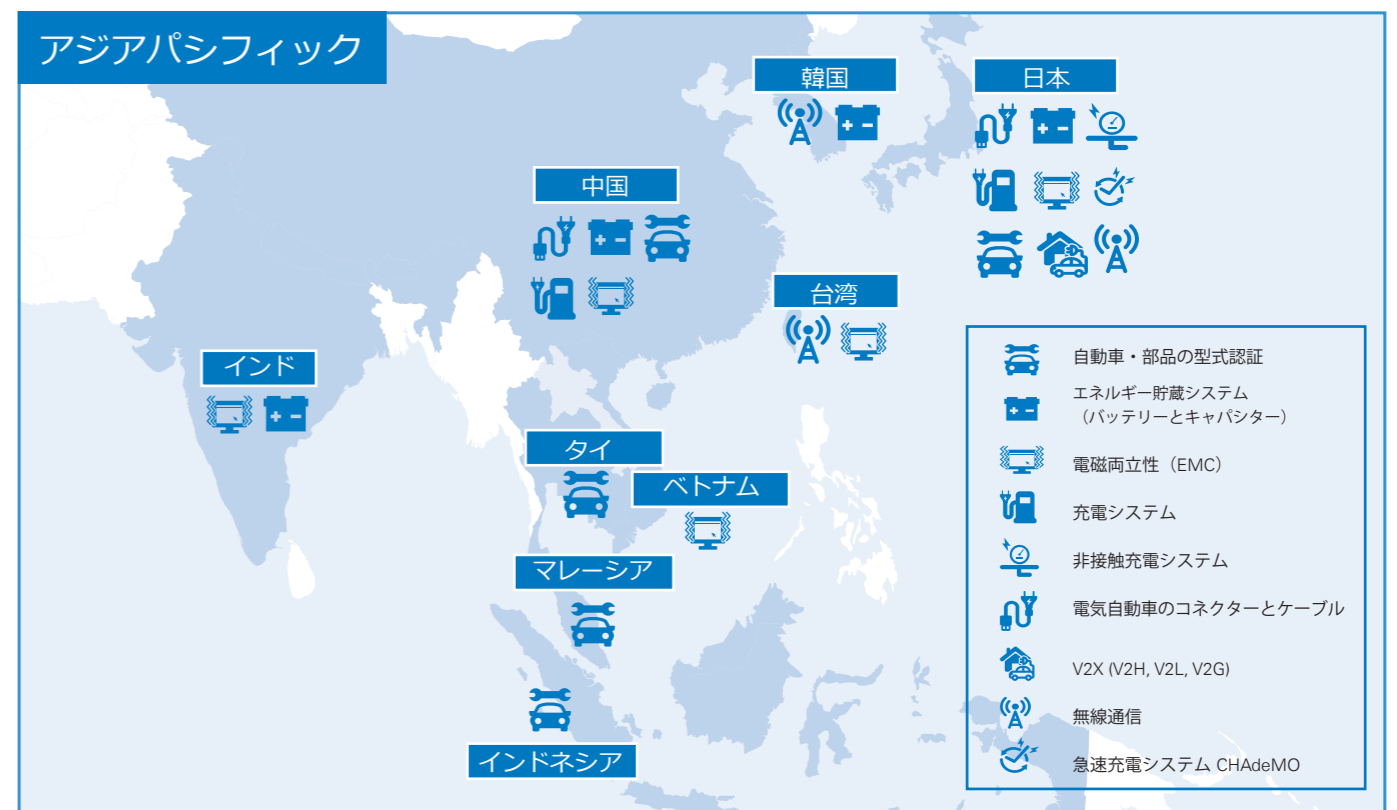 アジアパシフィック
韓国
日本
中国
台湾
インド
タイ
ベトナム
マレーシア
インドネシア
自動車・部品の型式認証
エネルギー貯蔵システム
（バッテリーとキャパシター）
電磁両立性（EMC）
充電システム
非接触充電システム
電気自動車のコネクターとケーブル
V2X (V2H, V2L, V2G)
無線通信
急速充電システム CHAdeMO